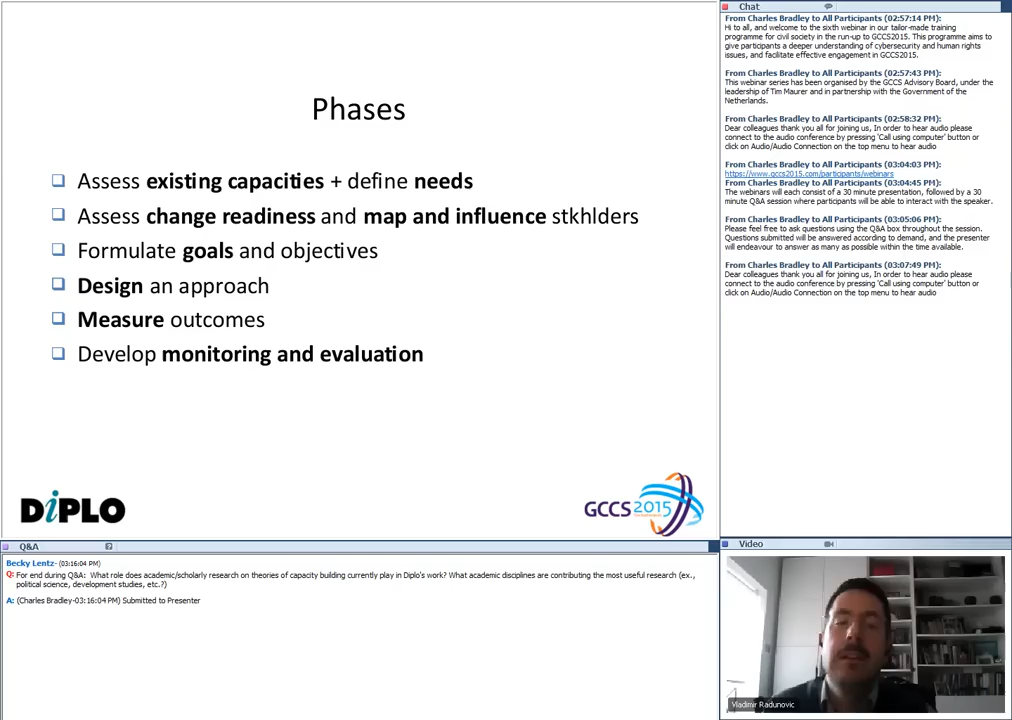 Phases
Assess existing capacities + define needs
Assess change readiness and map and influence stkhlders
Formulate goals and objectives
Design an approach
Measure outcomes
Develop monitoring and evaluation
DiPLO
GCCS2015
Chat
From Charles Bradley to All Participants (02:57:14 PM):
Hi to all, and welcome to the sixth webinar in our tailor-made training
programme for civil society in the run-up to GCCS2015. This programme aims to
give participants a deeper understanding of cybersecurity and human rights
issues, and facilitate effective engagement in GCCS2015.
From Charles Bradley to All Participants (02:57:43 PM):
This webinar series has been organised by the GCCS Advisory Board, under the
leadership of Tim Maurer and in partnership with the Government of the
Netherlands.
From Charles Bradley to All Participants (02:58:32 PM):
Dear colleagues thank you all for joining us, In order to hear audio please
connect to the audio conference by pressing 'Call using computer' button or
click on Audio/Audio Connection on the top menu to hear audio
From Charles Bradley to All Participants (03:04:03 PM):
https://www.gccs2015.com/participants/webinars
From Charles Bradley to All Participants (03:04:45 PM):
The webinars will each consist of a 30 minute presentation, followed by a 30
minute Q&A session where participants will be able to interact with the speaker.
From Charles Bradley to All Participants (03:05:06 PM):
Please feel free to ask questions using the Q&A box throughout the session.
Questions submitted will be answered according to demand, and the presenter
will endeavour to answer as many as possible within the time available.
From Charles Bradley to All Participants (03:07:49 PM):
Dear colleagues thank you all for joining us, In order to hear audio please
connect to the audio conference by pressing 'Call using computer' button or
click on Audio/Audio Connection on the top menu to hear audio
Q&A
Becky Lentz- (03:16:04 PM)
Q: For end during Q&A: What role does academic/scholarly research on theories of capacity building currently play in Diplo's work? What academic disciplines are contributing the most useful research (ex.,
political science, development studies, etc.?)
A: (Charles Bradley-03:16:04 PM) Submitted to Presenter
Video
Vladimir Radunovic